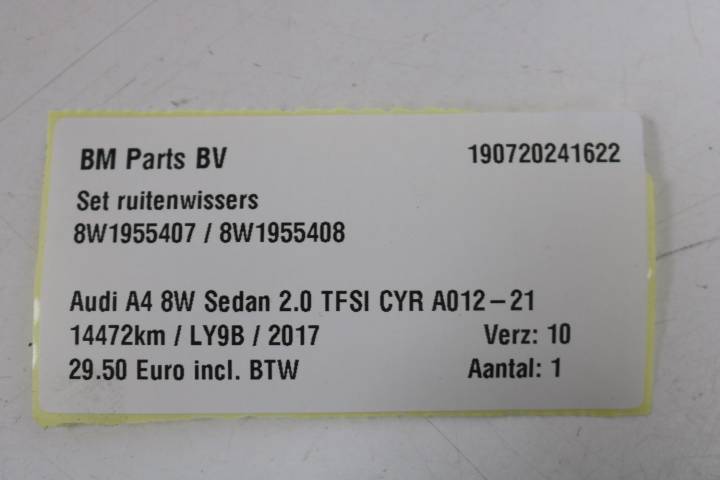 BM Parts BV 190720241622
Set ruitenwissers
8W1955407 / 8W1955408
Audi A4 8W Sedan 2.0 TFSI CYR A012-21
14472km / LY9B / 2017 Verz: 10
29.50 Euro incl. BTW Aantal: 1